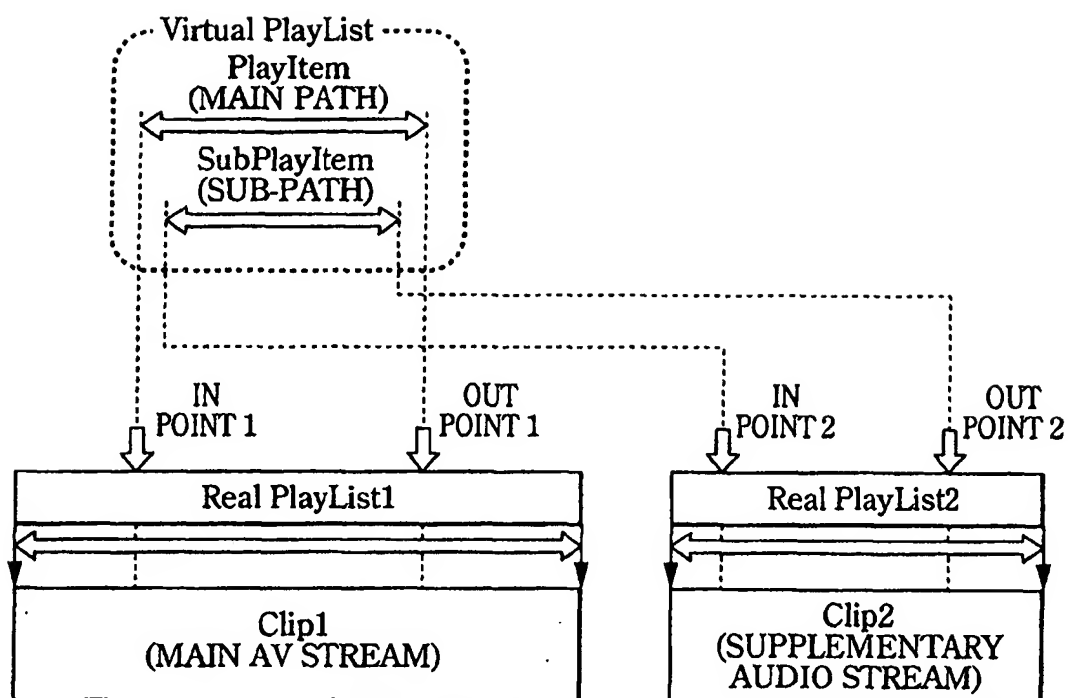 Virtual PlayList
PlayItem
(MAIN PATH)
SubPlayItem
(SUB-PATH)
IN
POINT 1
OUT
POINT 1
IN
POINT 2
OUT
POINT 2
Real PlayList1
Real PlayList2
Clip1
(MAIN AV STREAM)
Clip2
(SUPPLEMENTARY
AUDIO STREAM)